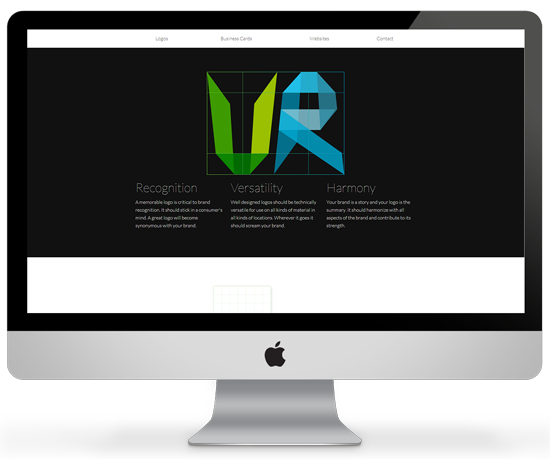 Logos Business Cards Websites Contact
UR
Recognition Versatility Harmony
A memorable logo is critical to brand
recognition. It should stick in a consumer's
mind. A great logo will become
synonymous with your brand.
Well designed logos should be technically
versatile for use on all kinds of material in
all kinds of locations. Wherever it goes it
should scream your brand.
Your brand is a story and your logo is the
summary. It should harmonize with all
aspects of the brand and contribute to its
strength.